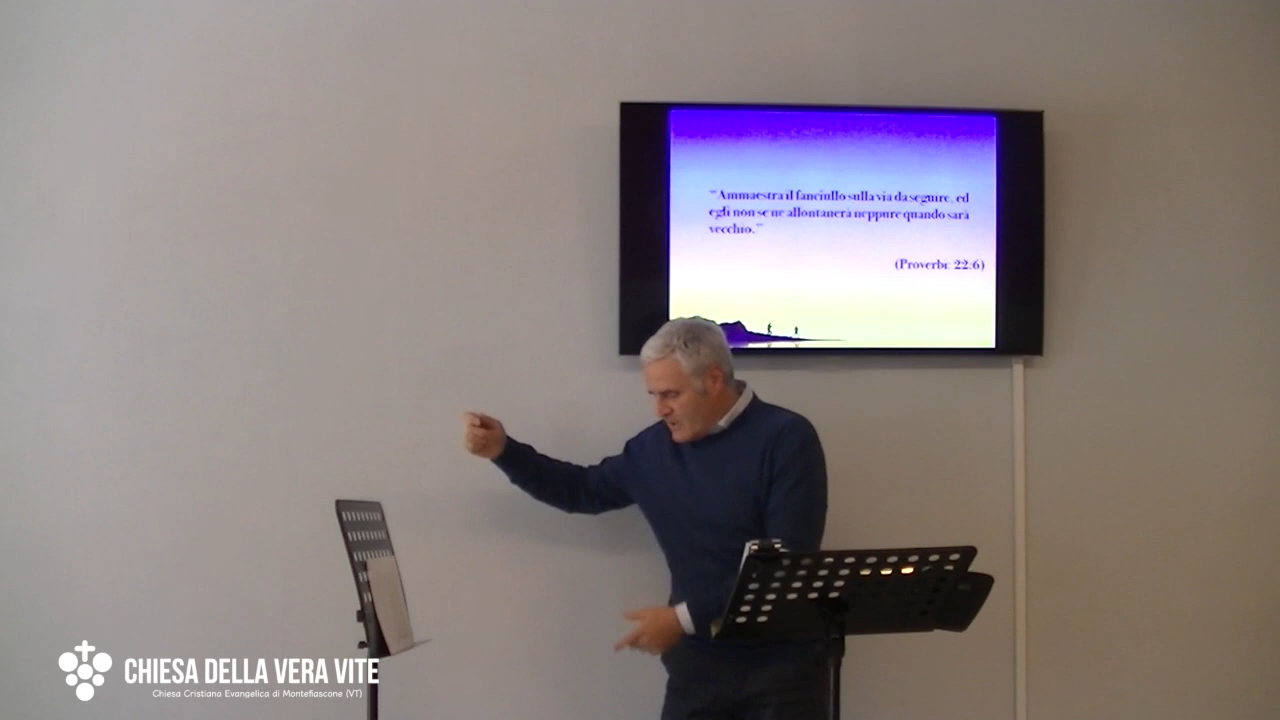 "Ammaestra il fanciullo sulla via da seguire, ed
egli non se ne allontanerà neppure quando sarà
vecchio."
(Proverbi: 22:6)
CHIESA DELLA VERA VITE
Chiesa Cristiana Evangelica di Montefiascone (VT)